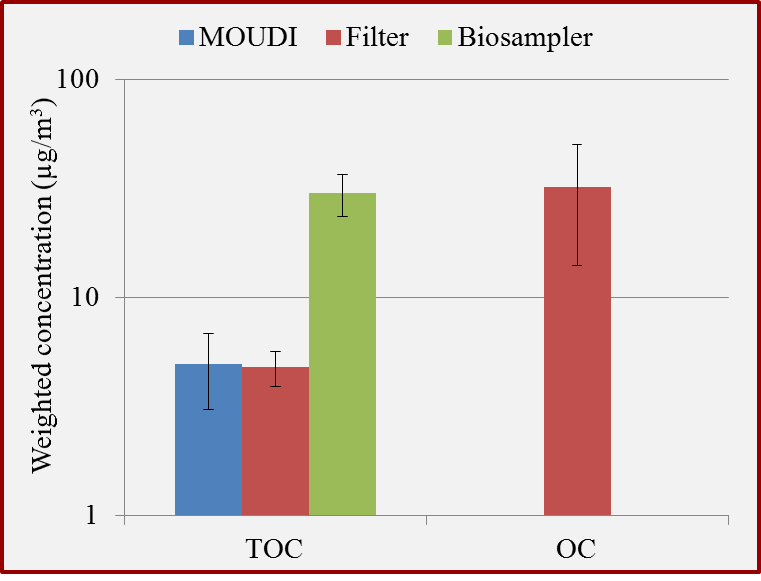 MOUDI Filter Biosampler
Weighted concentration (µg/m³)
100
10
1
TOC OC